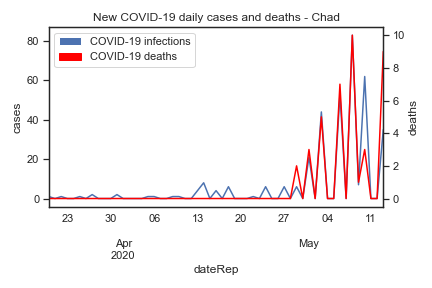 New COVID-19 daily cases and deaths - Chad
COVID-19 infections
COVID-19 deaths
80
60
40
20
0
cases
10
8
6
4
2
0
deaths
23 30 06 13 20 27 04 11
Apr May
2020
dateRep